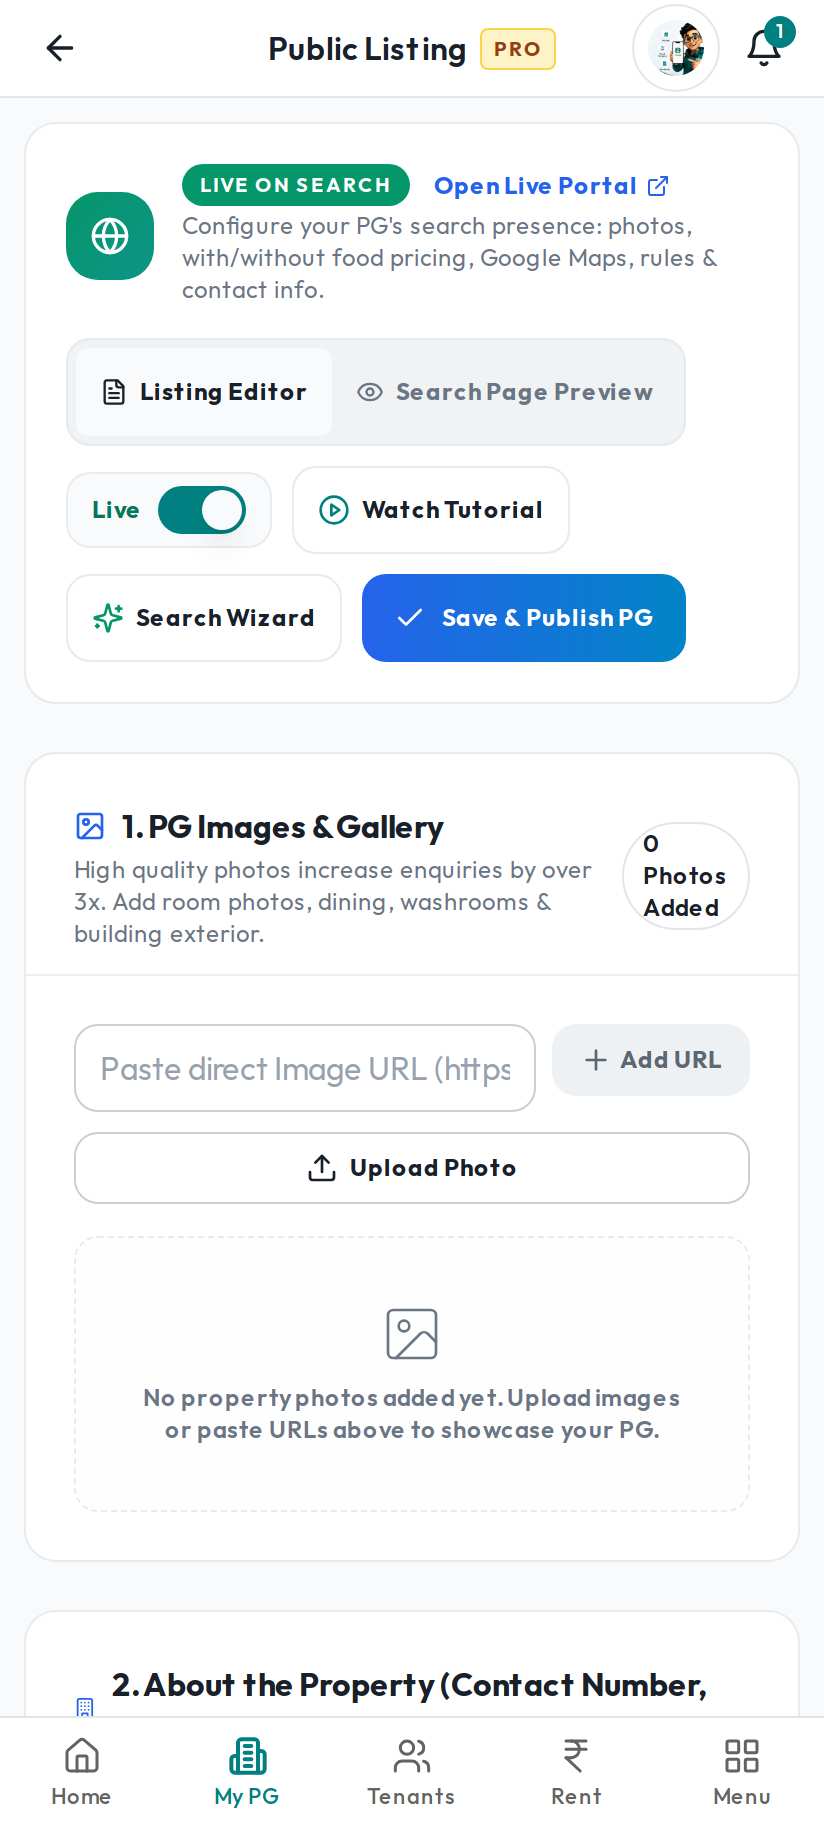 Public Listing PRO
1
LIVE ON SEARCH Open Live Portal
Configure your PG's search presence: photos,
with/without food pricing, Google Maps, rules &
contact info.
Listing Editor Search Page Preview
Live Watch Tutorial
Search Wizard Save & Publish PG
1. PG Images & Gallery
High quality photos increase enquiries by over
3x. Add room photos, dining, washrooms &
building exterior.
0
Photos
Added
Paste direct Image URL (https Add URL
Upload Photo
No property photos added yet. Upload images
or paste URLs above to showcase your PG.
2. About the Property (Contact Number,
Home My PG Tenants Rent Menu